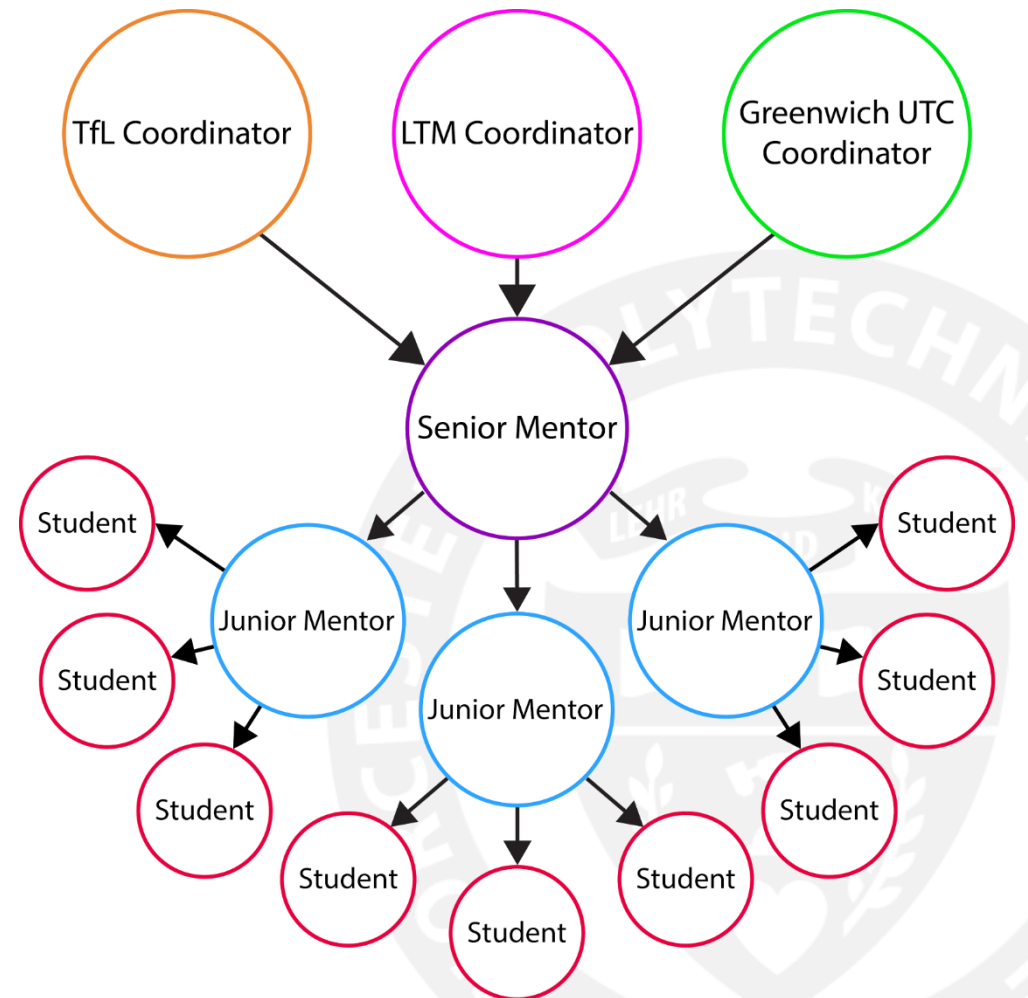 TfL Coordinator
LTM Coordinator
Greenwich UTC
Coordinator
Senior Mentor
Student
Student
Junior Mentor
Junior Mentor
Student
Student
Junior Mentor
Student
Student
Student
Student
Student
LEHR